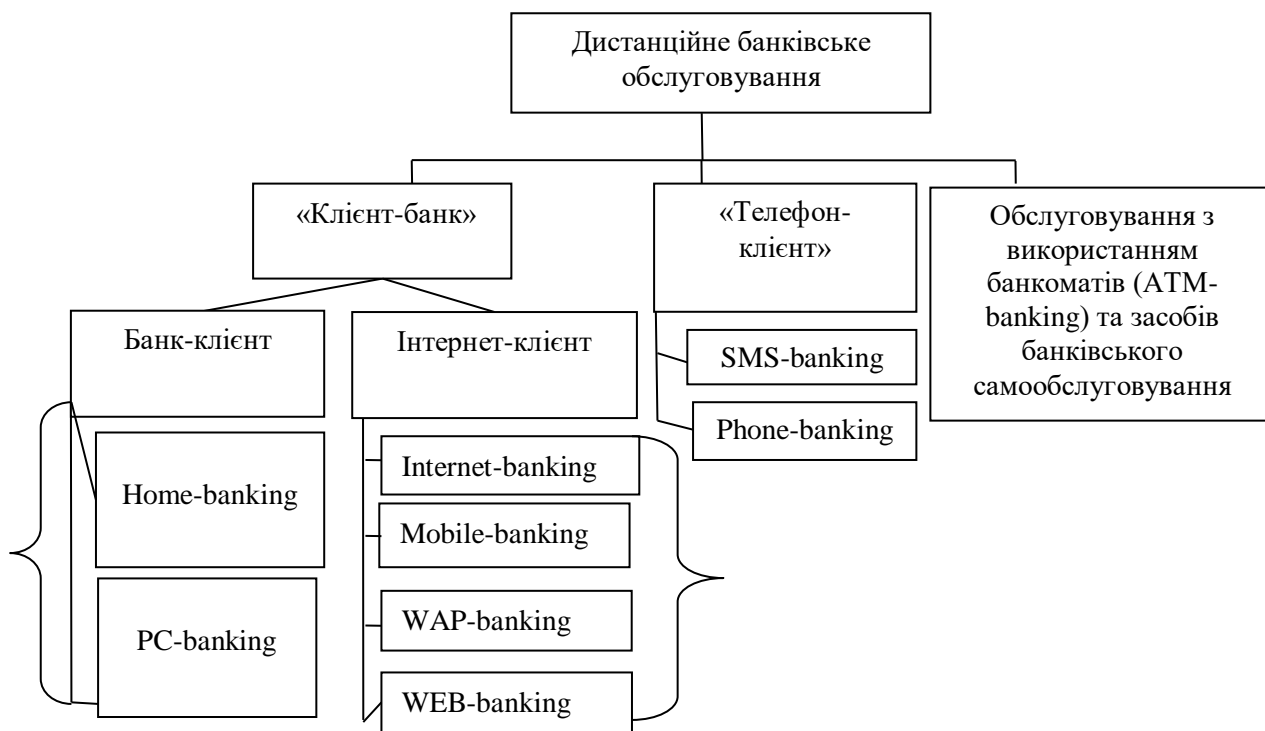 Дистанційне банківське
обслуговування
«Клієнт-банк»
«Телефон-
клієнт»
Обслуговування з
використанням
банкоматів (ATM-
banking) та засобів
банківського
самообслуговування
Банк-клієнт
Інтернет-клієнт
SMS-banking
Phone-banking
Home-banking
PC-banking
Internet-banking
Mobile-banking
WAP-banking
WEB-banking